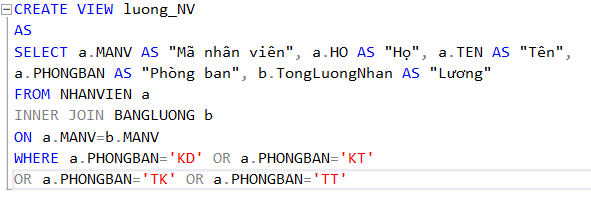 CREATE VIEW luong_NV
AS
SELECT a.MANV AS "Mã nhân viên", a.HO AS "Họ", a.TEN AS "Tên",
a.PHONGBAN AS "Phòng ban", b.TongLuongNhan AS "Lương"
FROM NHANVIEN a
INNER JOIN BANGLUONG b
ON a.MANV=b.MANV
WHERE a.PHONGBAN='KD' OR a.PHONGBAN='KT'
OR a.PHONGBAN='TK' OR a.PHONGBAN='TT'